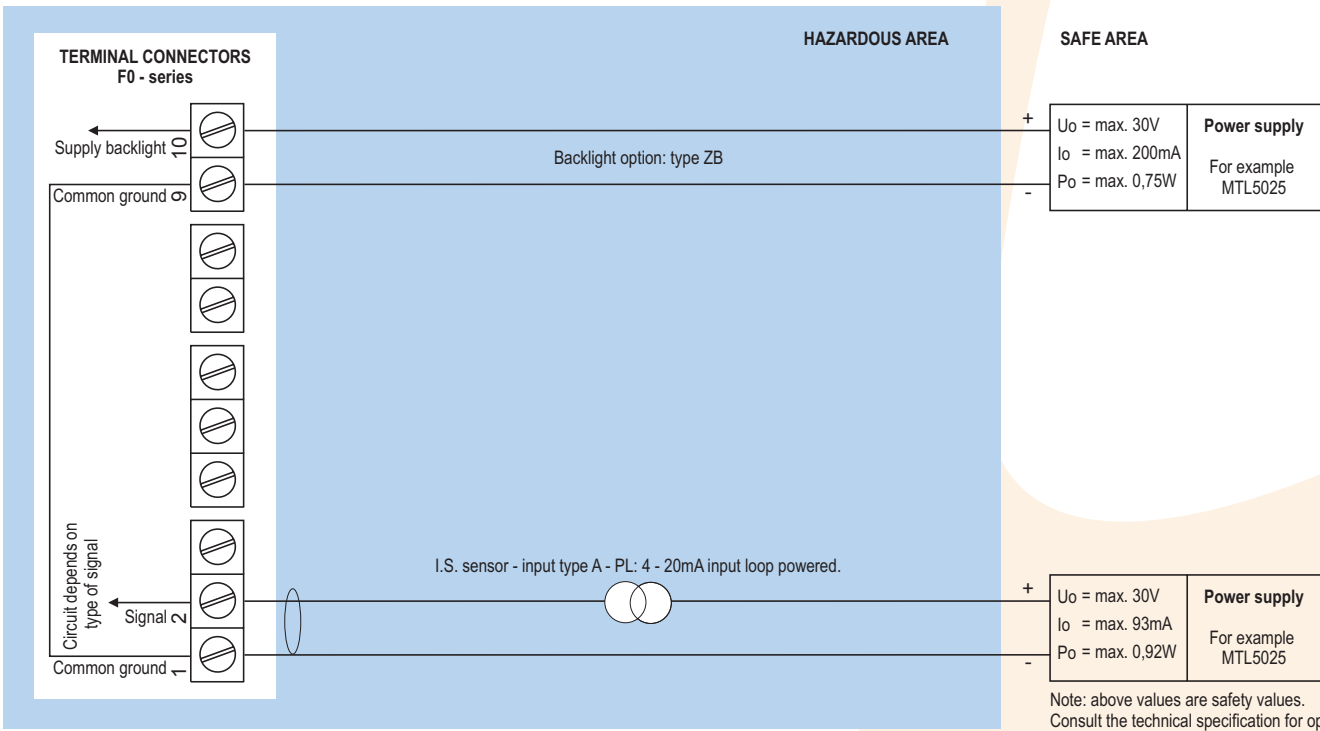 HAZARDOUS AREA
SAFE AREA
TERMINAL CONNECTORS
F0 - series
Supply backlight 10
Common ground 9
Backlight option: type ZB
+
-
Uo = max. 30V
Io = max. 200mA
Po = max. 0,75W
Power supply
For example
MTL5025
Circuit depends on
type of signal
Signal 2
Common ground 1
I.S. sensor - input type A - PL: 4 - 20mA input loop powered.
+
-
Uo = max. 30V
Io = max. 93mA
Po = max. 0,92W
Power supply
For example
MTL5025
Note: above values are safety values.
Consult the technical specification for